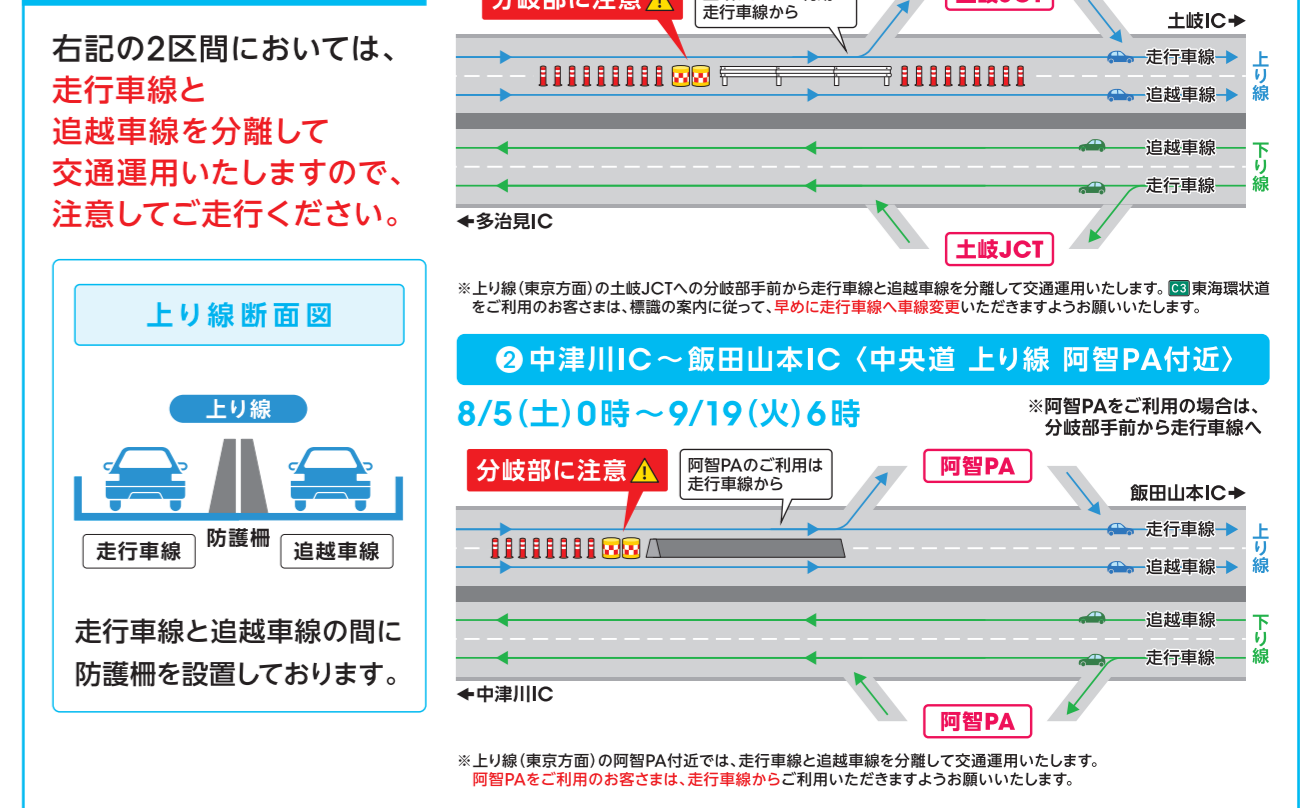 右記の2区間においては、
走行車線と
追越車線を分離して
交通運用いたしますので、
注意してご走行ください。
上り線断面図
上り線
走行車線
防護柵
追越車線
走行車線と追越車線の間に
防護柵を設置しております。
分岐部に注意
走行車線から
土岐JCT
土岐IC→
走行車線
追越車線
上り線
追越車線
走行車線
下り線
←多治見IC
土岐JCT
※上り線(東京方面)の土岐JCTへの分岐部手前から走行車線と追越車線を分離して交通運用いたします。C3東海環状道
をご利用のお客さまは、標識の案内に従って、早めに走行車線へ車線変更いただきますようお願いいたします。
❷中津川IC～飯田山本IC〈中央道 上り線 阿智PA付近〉
8/5(土)0時～9/19(火)6時
※阿智PAをご利用の場合は、
分岐部手前から走行車線へ
分岐部に注意
阿智PAのご利用は
走行車線から
阿智PA
飯田山本IC→
走行車線
追越車線
上り線
追越車線
走行車線
下り線
←中津川IC
阿智PA
※上り線(東京方面)の阿智PA付近では、走行車線と追越車線を分離して交通運用いたします。
阿智PAをご利用のお客さまは、走行車線からご利用いただきますようお願いいたします。